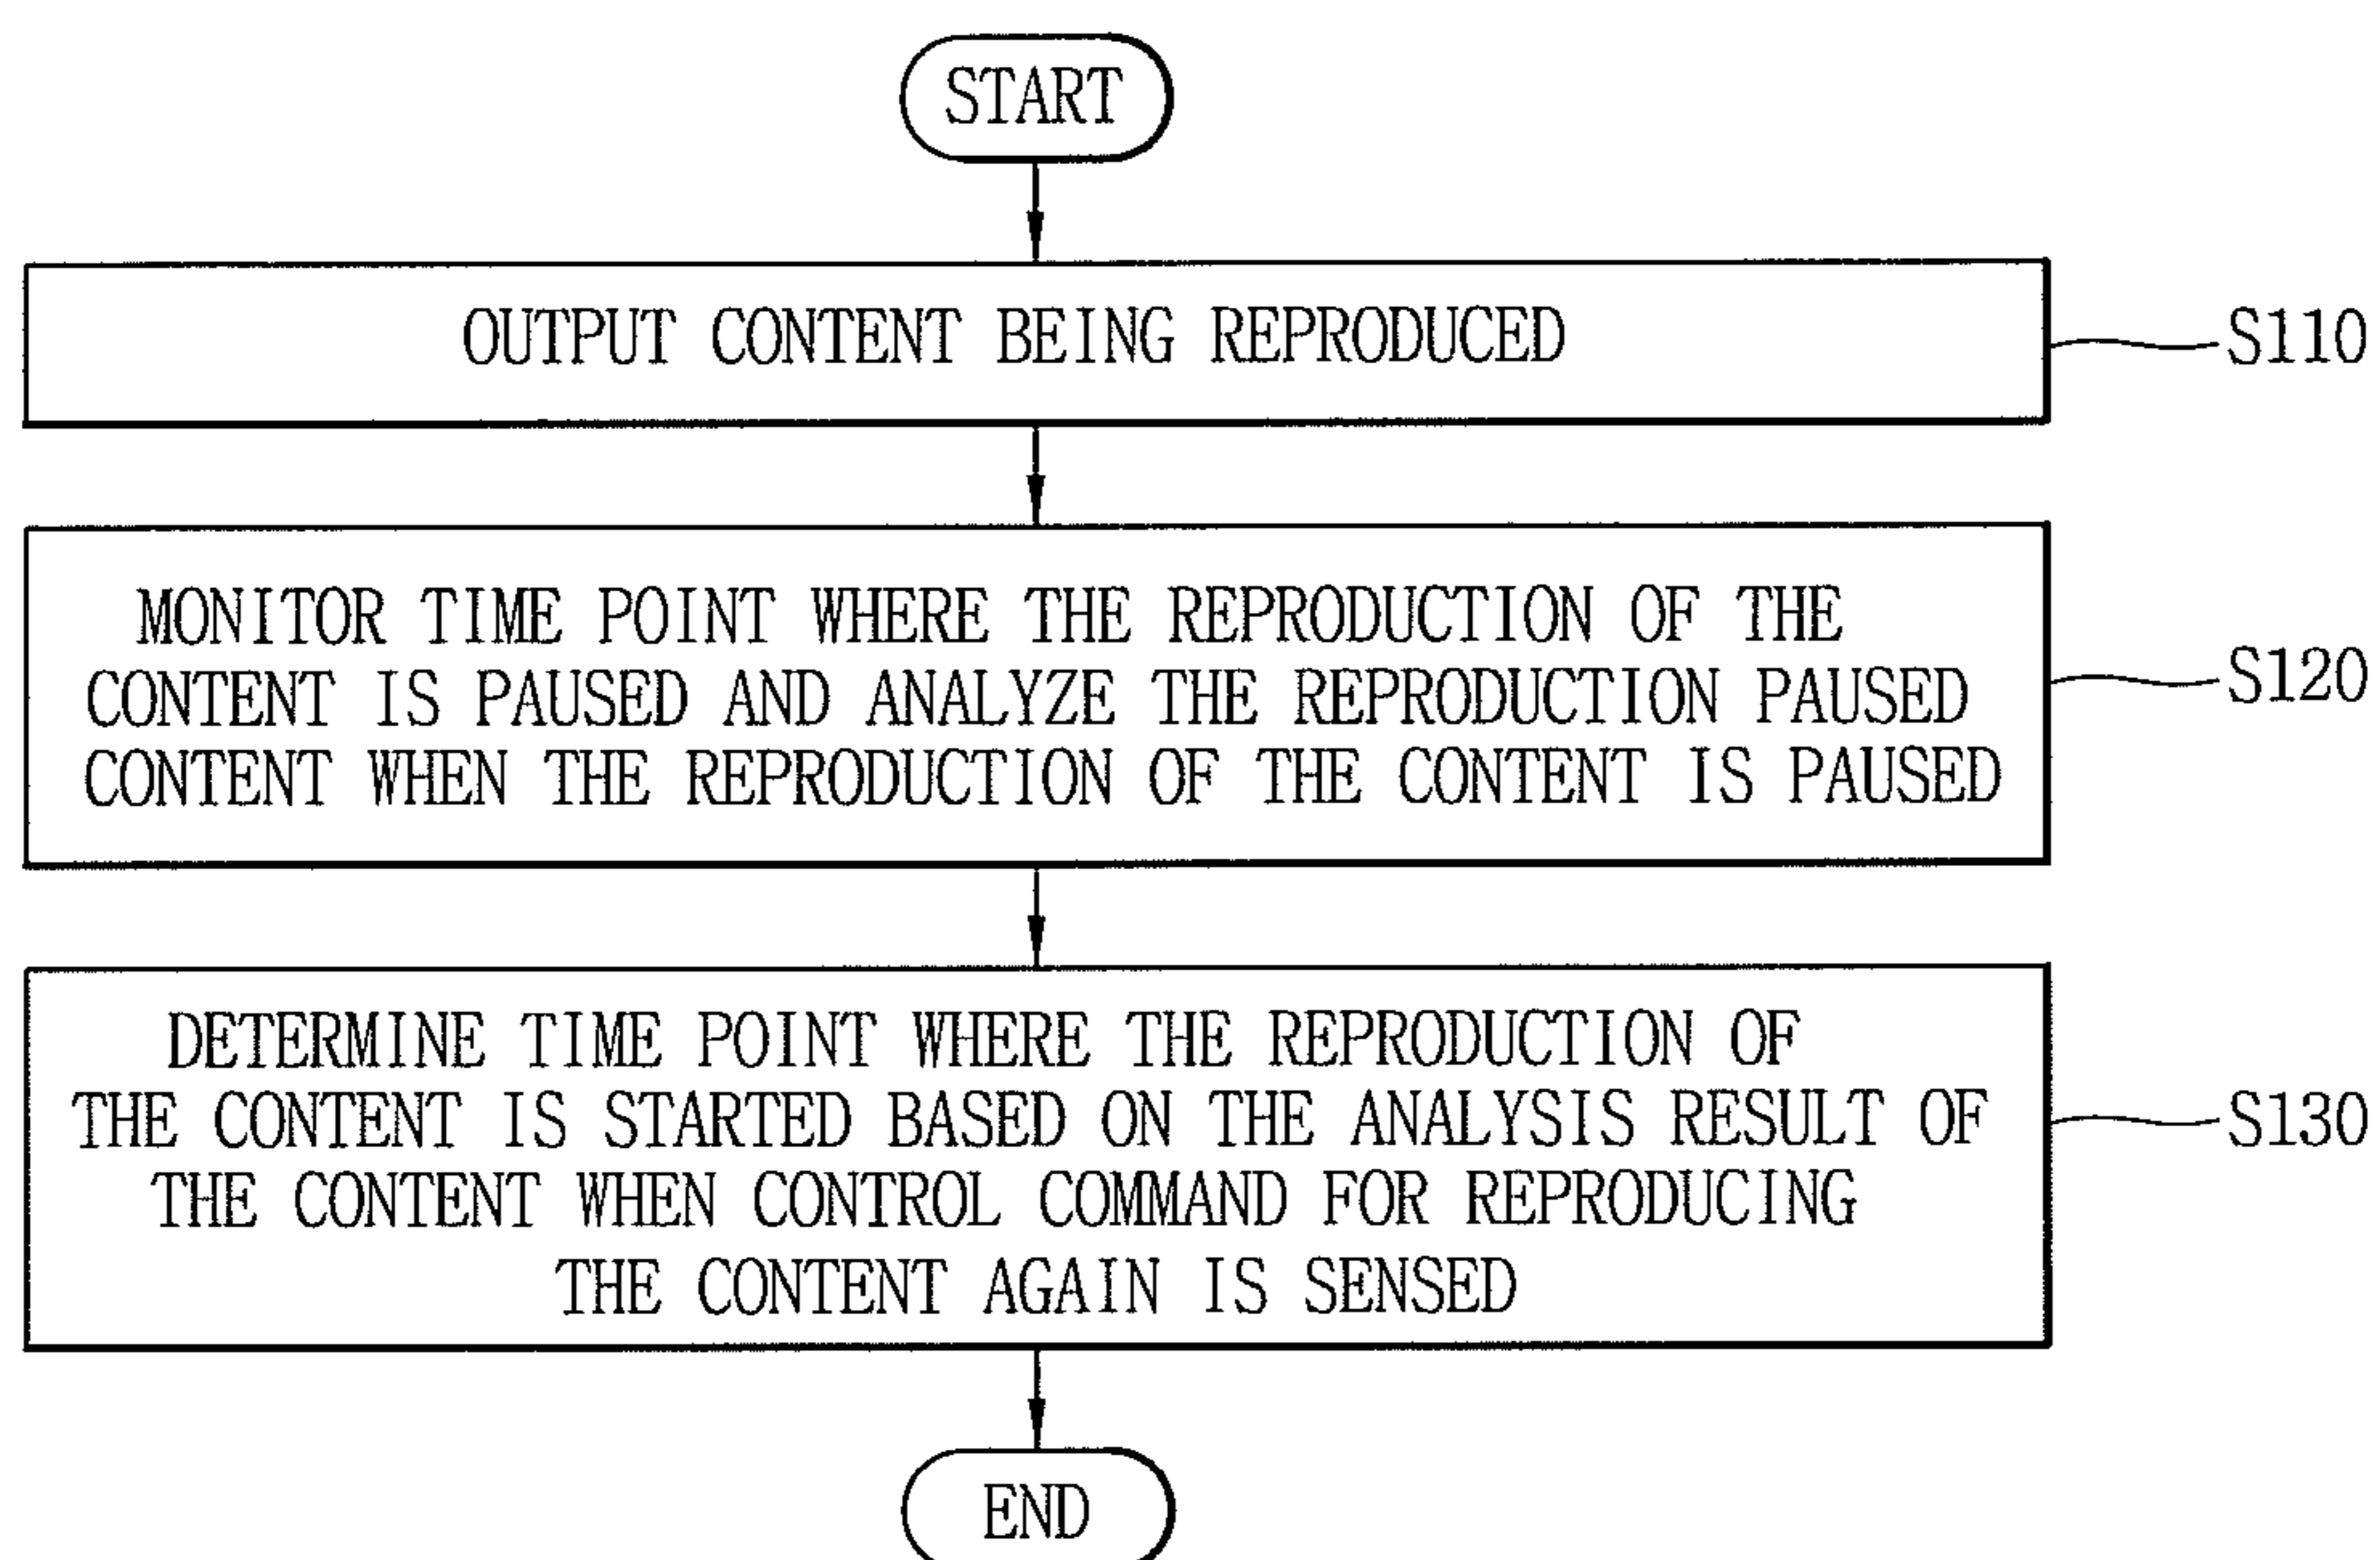 START
OUTPUT CONTENT BEING REPRODUCED
S110
MONITOR TIME POINT WHERE THE REPRODUCTION OF THE
CONTENT IS PAUSED AND ANALYZE THE REPRODUCTION PAUSED
CONTENT WHEN THE REPRODUCTION OF THE CONTENT IS PAUSED
S120
DETERMINE TIME POINT WHERE THE REPRODUCTION OF
THE CONTENT IS STARTED BASED ON THE ANALYSIS RESULT OF
THE CONTENT WHEN CONTROL COMMAND FOR REPRODUCING
THE CONTENT AGAIN IS SENSED
S130
END